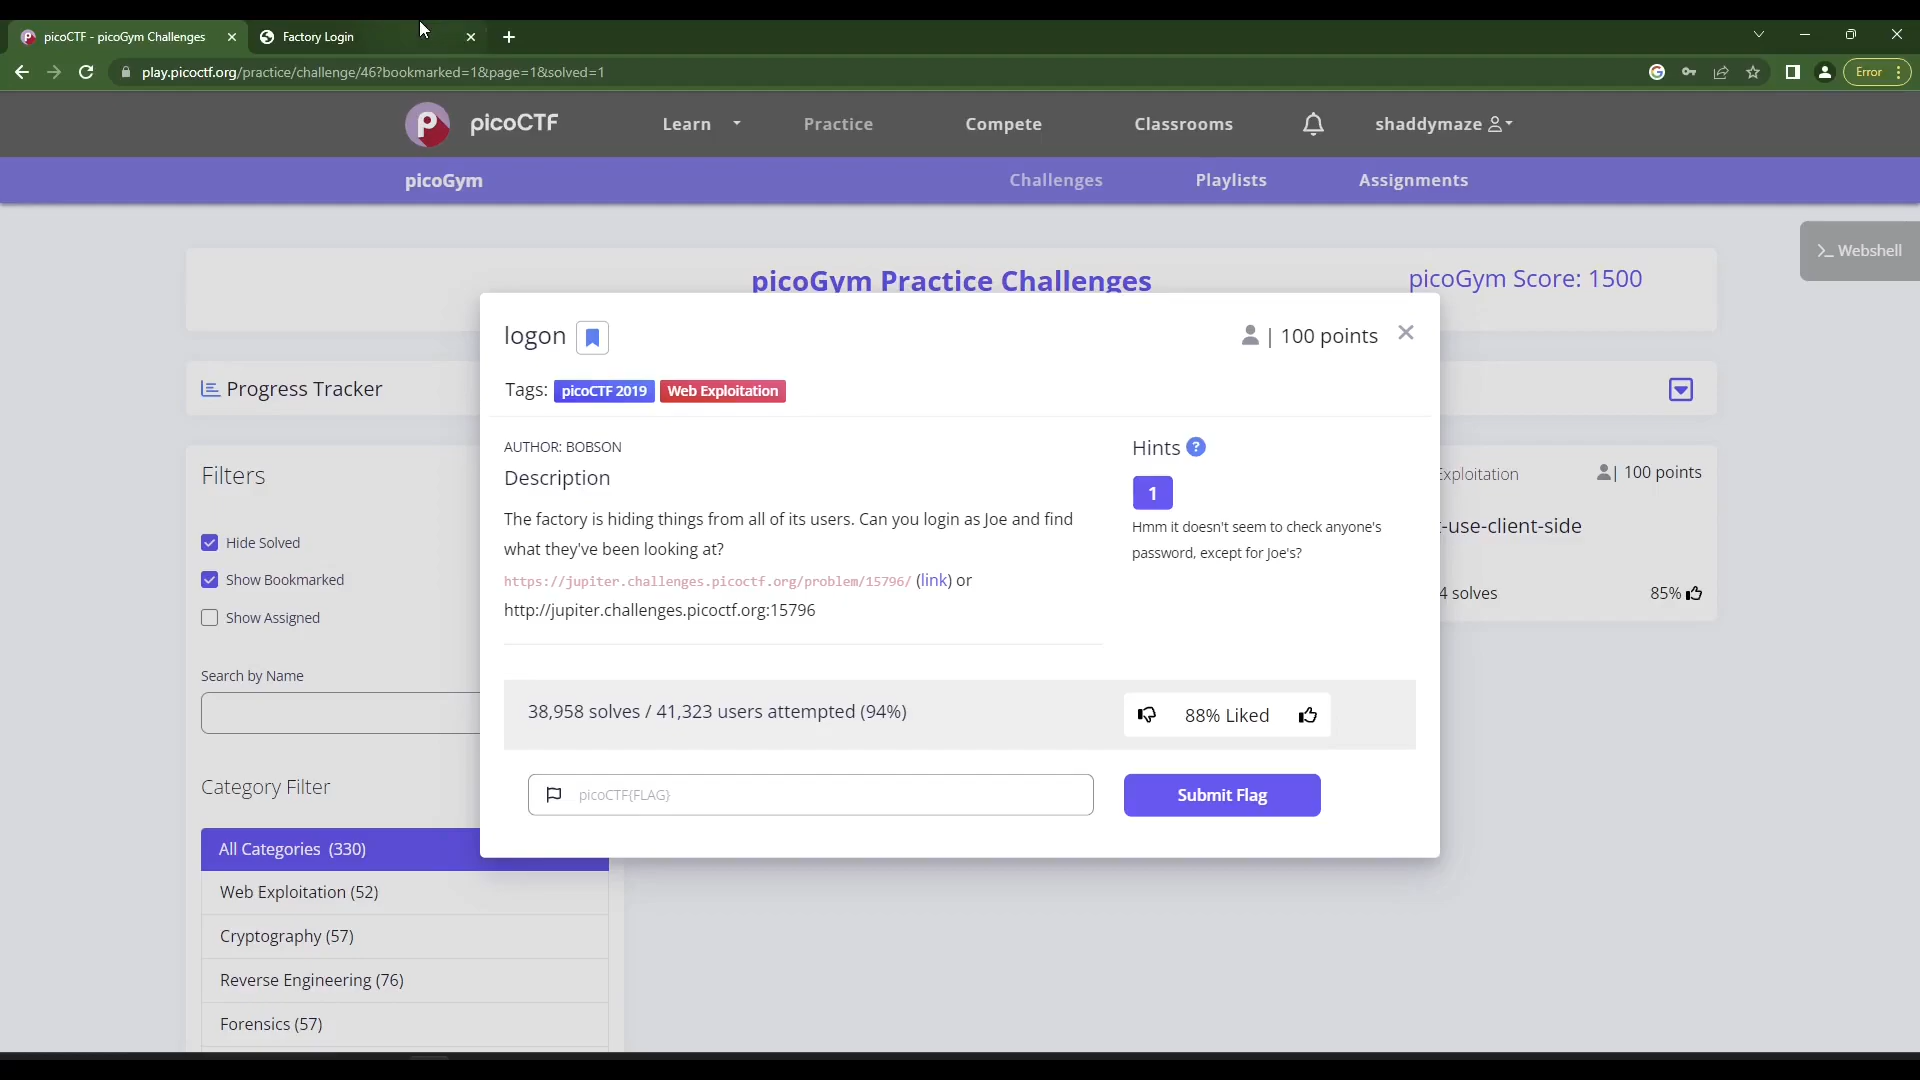 picoCTF - picoGym Challenges
Factory Login
play.picoctf.org/practice/challenge/46?bookmarked=1&page=1&solved=1
Error
picoCTF
Learn
Practice
Compete
Classrooms
shaddymaze
picoGym
Challenges
Playlists
Assignments
>_ Webshell
picoGym Practice Challenges
picoGym Score: 1500
logon
| 100 points
Tags: picoCTF 2019 Web Exploitation
Progress Tracker
AUTHOR: BOBSON
Description
The factory is hiding things from all of its users. Can you login as Joe and find
what they've been looking at?
https://jupiter.challenges.picoctf.org/problem/15796/ (link) or
http://jupiter.challenges.picoctf.org:15796
Hints ?
1
Hmm it doesn't seem to check anyone's
password, except for Joe's?
38,958 solves / 41,323 users attempted (94%)
88% Liked
picoCTF{FLAG}
Submit Flag
Filters
Hide Solved
Show Bookmarked
Show Assigned
Search by Name
Category Filter
All Categories (330)
Web Exploitation (52)
Cryptography (57)
Reverse Engineering (76)
Forensics (57)
Exploitation
| 100 points
t-use-client-side
4 solves
85%